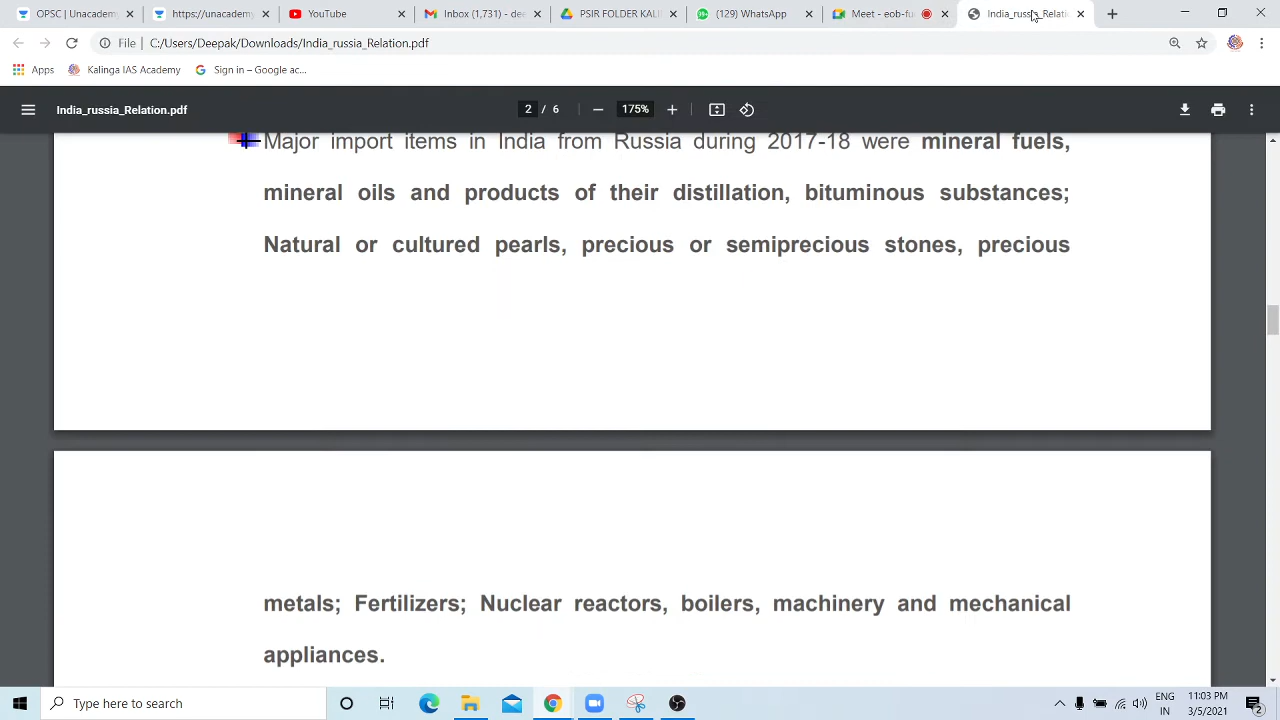 OPSC | Unacadem
https://unacademy
YouTube
Inbox (1,731) - dee
PSIR FOLDER KALI
(129) WhatsApp
Meet - eob-fu
India_russia_Relati
File | C:/Users/Deepak/Downloads/India_russia_Relation.pdf
Apps
Kalinga IAS Academy
Sign in – Google ac...
India_russia_Relation.pdf
2 / 6
175%
Major import items in India from Russia during 2017-18 were mineral fuels,
mineral oils and products of their distillation, bituminous substances;
Natural or cultured pearls, precious or semiprecious stones, precious
metals; Fertilizers; Nuclear reactors, boilers, machinery and mechanical
appliances.
Type here to search
ENG
IN
11:03 PM
3/5/2021
2